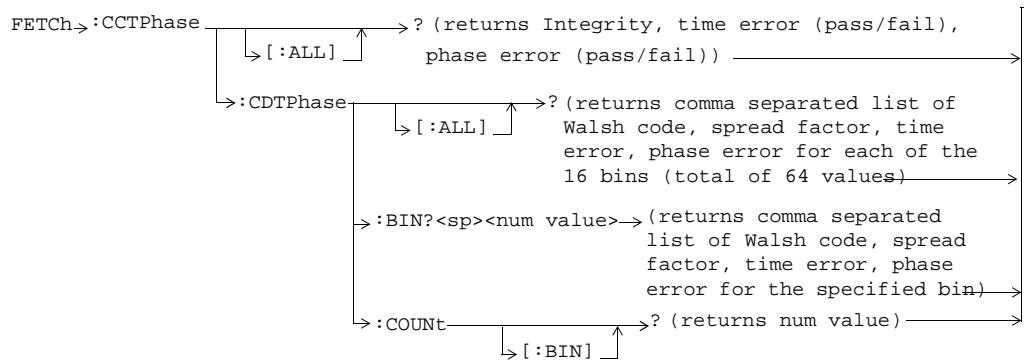 FETCh :CCTPhase ? (returns Integrity, time error (pass/fail),
[:ALL] phase error (pass/fail))
:CDTPhase ? (returns comma separated list of
[:ALL] Walsh code, spread factor, time
error, phase error for each of the
16 bins (total of 64 values)
:BIN?<sp><num value> (returns comma separated
list of Walsh code, spread
factor, time error, phase
error for the specified bin)
:COUNt ? (returns num value)
[:BIN]